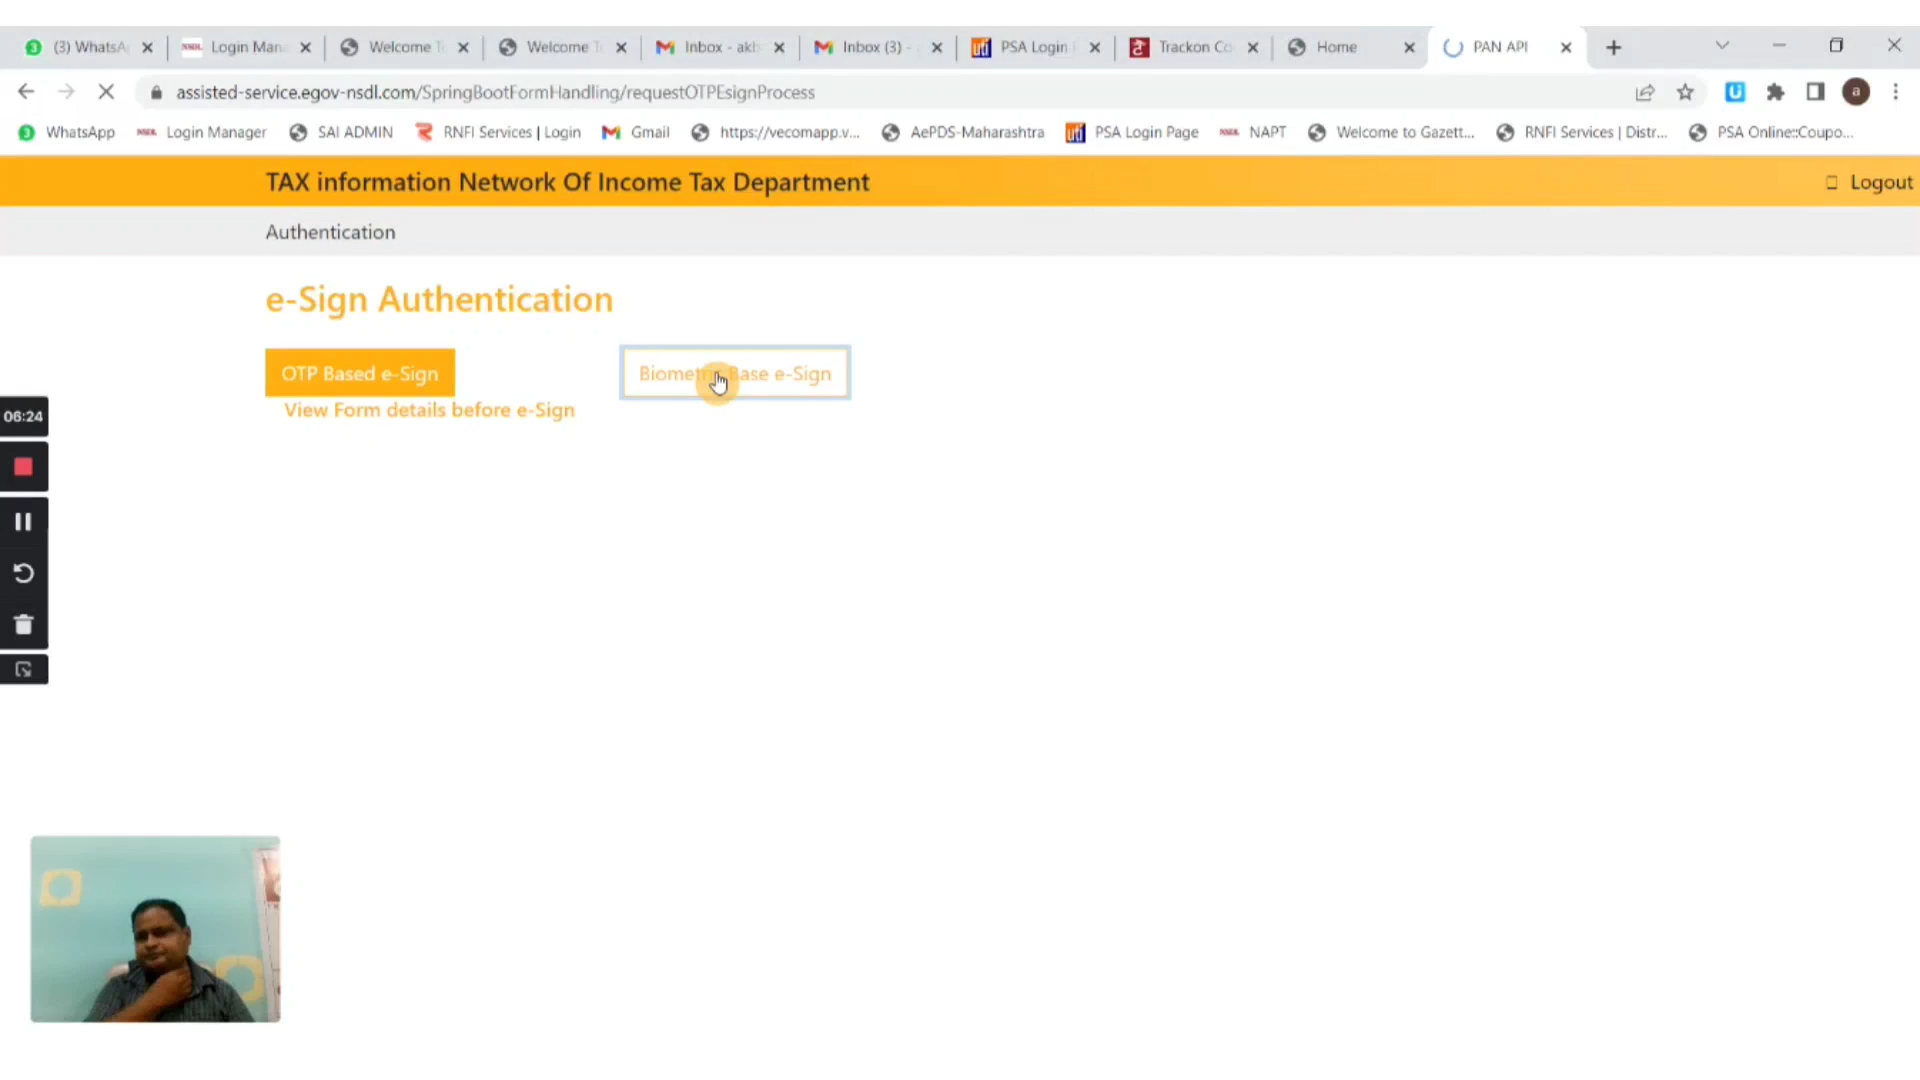 (3) WhatsA
Login Man
Welcome T
Welcome T
Inbox - akh
Inbox (3) -
PSA Login
Trackon Co
Home
PAN API
assisted-service.egov-nsdl.com/SpringBootFormHandling/requestOTPEsignProcess
WhatsApp
Login Manager
SAI ADMIN
RNFI Services | Login
Gmail
https://vecomapp.v...
AePDS-Maharashtra
PSA Login Page
NAPT
Welcome to Gazett...
RNFI Services | Distr...
PSA Online::Coupo...
TAX information Network Of Income Tax Department
Logout
Authentication
e-Sign Authentication
OTP Based e-Sign
Biometric Base e-Sign
View Form details before e-Sign
06:24